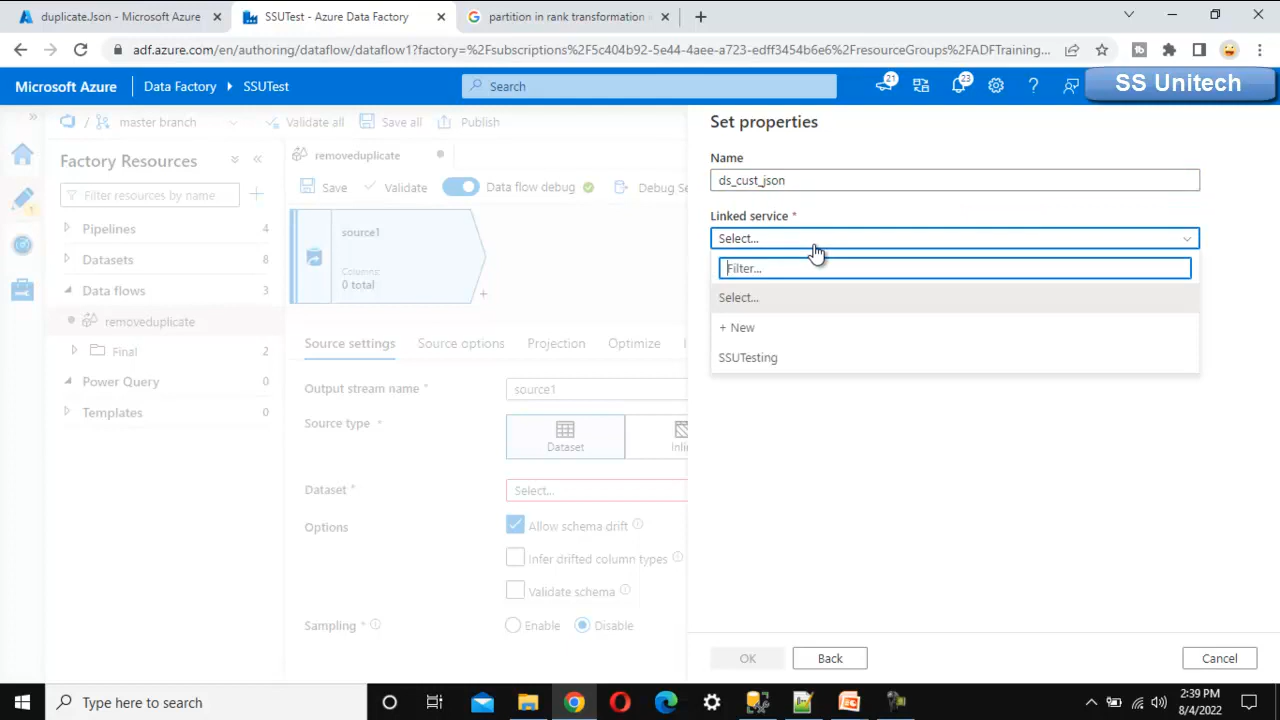 duplicate.Json - Microsoft Azure
SSUTest - Azure Data Factory
partition in rank transformation
adf.azure.com/en/authoring/dataflow/dataflow1?factory=%2Fsubscriptions%2F5c404b92-5e44-4aee-a723-edff3454b6e6%2FresourceGroups%2FADFTraining...
Microsoft Azure
Data Factory
SSUTest
Search
21
23
SS Unitech
master branch
Validate all
Save all
Publish
Factory Resources
Filter resources by name
Pipelines 4
Datasets 8
Data flows 3
removeduplicate
Final 2
Power Query 0
Templates 0
removeduplicate
Save
Validate
Data flow debug
Debug Se
source1
Columns:
0 total
Source settings
Source options
Projection
Optimize
Output stream name *
source1
Source type *
Dataset
Inli
Dataset *
Select...
Options
Allow schema drift
Infer drifted column types
Validate schema
Sampling *
Enable
Disable
Set properties
Name
ds_cust_json
Linked service *
Select...
Filter...
Select...
+ New
SSUTesting
OK
Back
Cancel
Type here to search
2:39 PM
8/4/2022